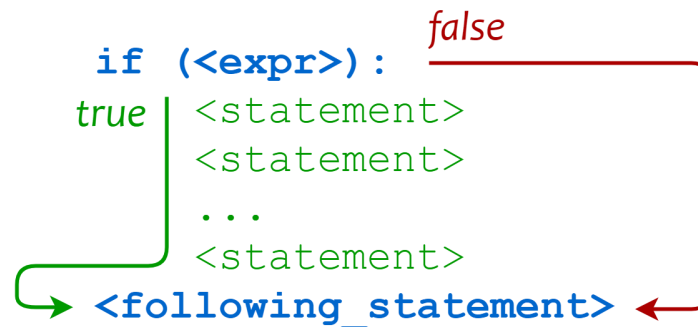 false
if (<expr>):
true <statement>
<statement>
...
<statement>
<following_statement>